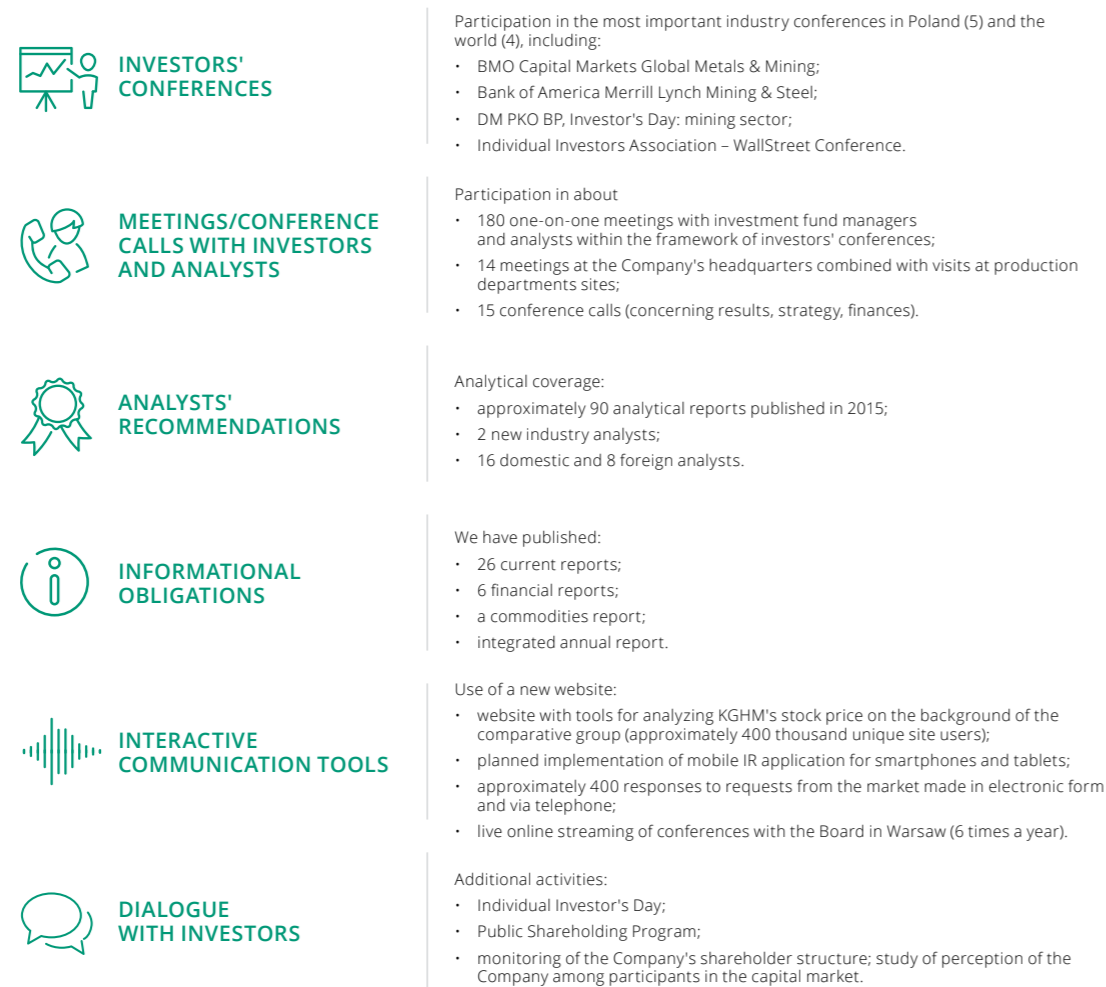 INVESTORS'
CONFERENCES
Participation in the most important industry conferences in Poland (5) and the
world (4), including:
• BMO Capital Markets Global Metals & Mining;
• Bank of America Merrill Lynch Mining & Steel;
• DM PKO BP, Investor's Day: mining sector;
• Individual Investors Association – WallStreet Conference.
MEETINGS/CONFERENCE
CALLS WITH INVESTORS
AND ANALYSTS
Participation in about
• 180 one-on-one meetings with investment fund managers
and analysts within the framework of investors' conferences;
• 14 meetings at the Company's headquarters combined with visits at production
departments sites;
• 15 conference calls (concerning results, strategy, finances).
ANALYSTS'
RECOMMENDATIONS
Analytical coverage:
• approximately 90 analytical reports published in 2015;
• 2 new industry analysts;
• 16 domestic and 8 foreign analysts.
INFORMATIONAL
OBLIGATIONS
We have published:
• 26 current reports;
• 6 financial reports;
• a commodities report;
• integrated annual report.
INTERACTIVE
COMMUNICATION TOOLS
Use of a new website:
• website with tools for analyzing KGHM's stock price on the background of the
comparative group (approximately 400 thousand unique site users);
• planned implementation of mobile IR application for smartphones and tablets;
• approximately 400 responses to requests from the market made in electronic form
and via telephone;
• live online streaming of conferences with the Board in Warsaw (6 times a year).
DIALOGUE
WITH INVESTORS
Additional activities:
• Individual Investor's Day;
• Public Shareholding Program;
• monitoring of the Company's shareholder structure; study of perception of the
Company among participants in the capital market.